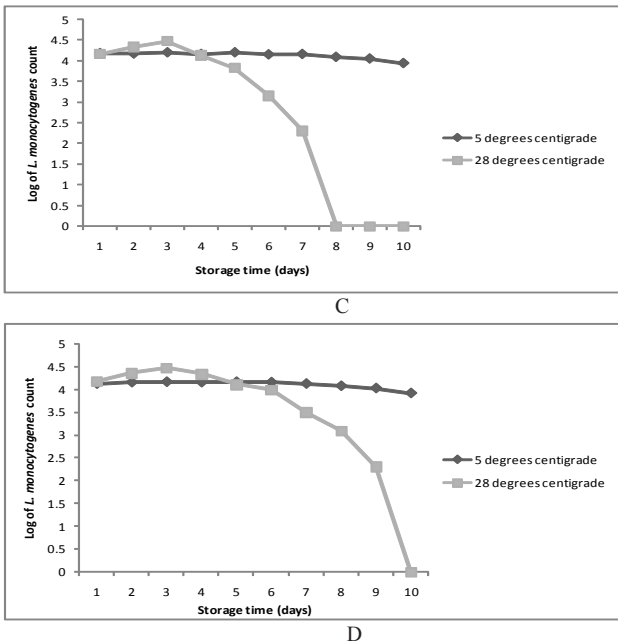 5
4.5
4
3.5
3
2.5
2
1.5
1
0.5
0
Log of L. monocytogenes count
1 2 3 4 5 6 7 8 9 10
Storage time (days)
5 degrees centigrade
28 degrees centigrade
C
5
4.5
4
3.5
3
2.5
2
1.5
1
0.5
0
Log of L. monocytogenes count
1 2 3 4 5 6 7 8 9 10
Storage time (days)
5 degrees centigrade
28 degrees centigrade
D